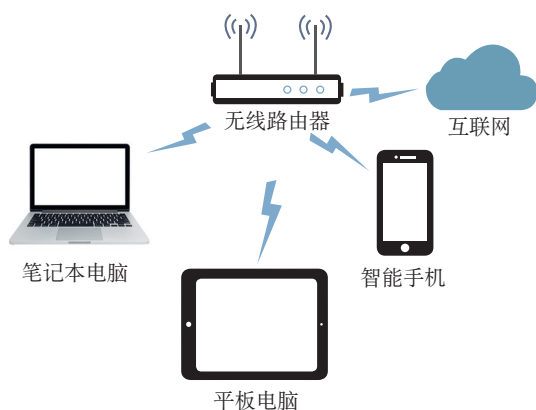 无线路由器
互联网
笔记本电脑
智能手机
平板电脑